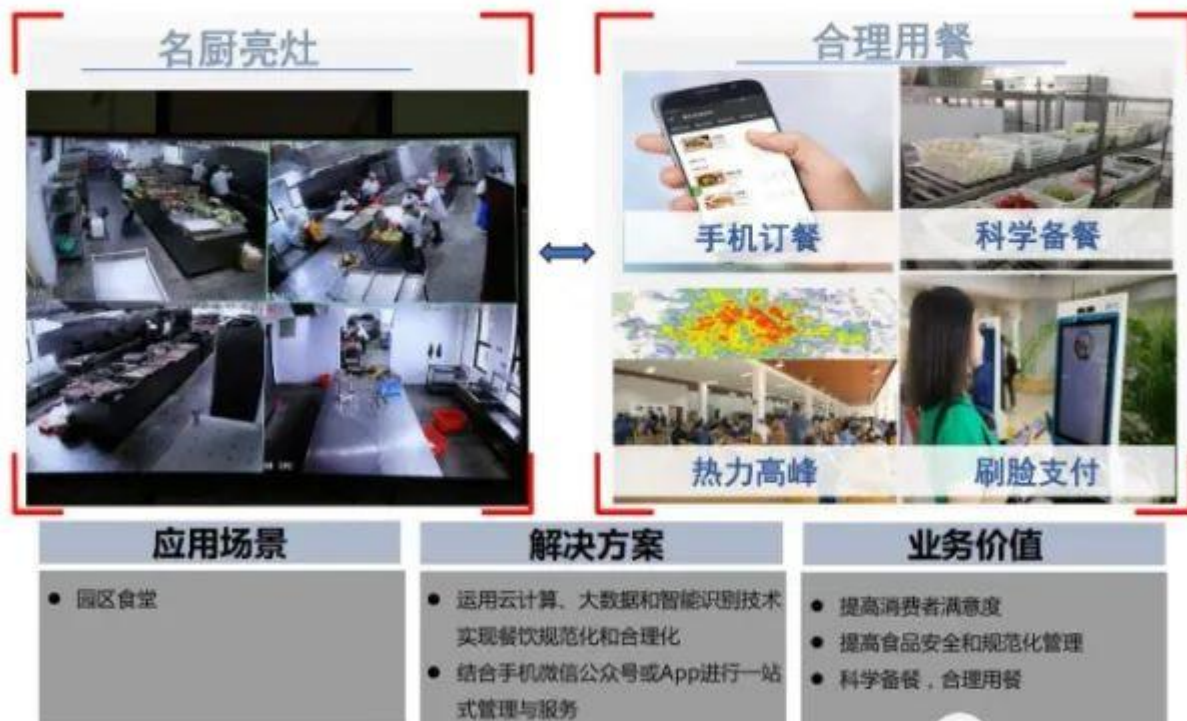 名厨亮灶
合理用餐
手机订餐
科学备餐
热力高峰
刷脸支付
应用场景
解决方案
业务价值
● 园区食堂
● 运用云计算、大数据和智能识别技术
实现餐饮规范化和合理化
● 结合手机微信公众号或App进行一站
式管理与服务
● 提高消费者满意度
● 提高食品安全和规范化管理
● 科学备餐，合理用餐